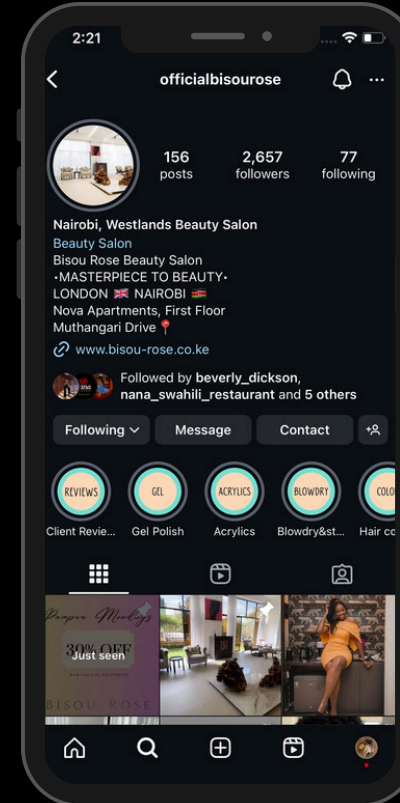 2:21
officialbisourose
156 2,657 77
posts followers following
Nairobi, Westlands Beauty Salon
Beauty Salon
Bisou Rose Beauty Salon
•MASTERPIECE TO BEAUTY•
LONDON 🇬🇧 NAIROBI 🇰🇪
Nova Apartments, First Floor
Muthangari Drive📍
www.bisou-rose.co.ke
Followed by beverly_dickson,
nana_swahili_restaurant and 5 others
Following Message Contact
REVIEWS GEL ACRYLICS BLOWDRY COLO
Client Revie... Gel Polish Acrylics Blowdry&st... Hair co
Pamper Monday's
30% OFF
Just seen
BISOU ROSE